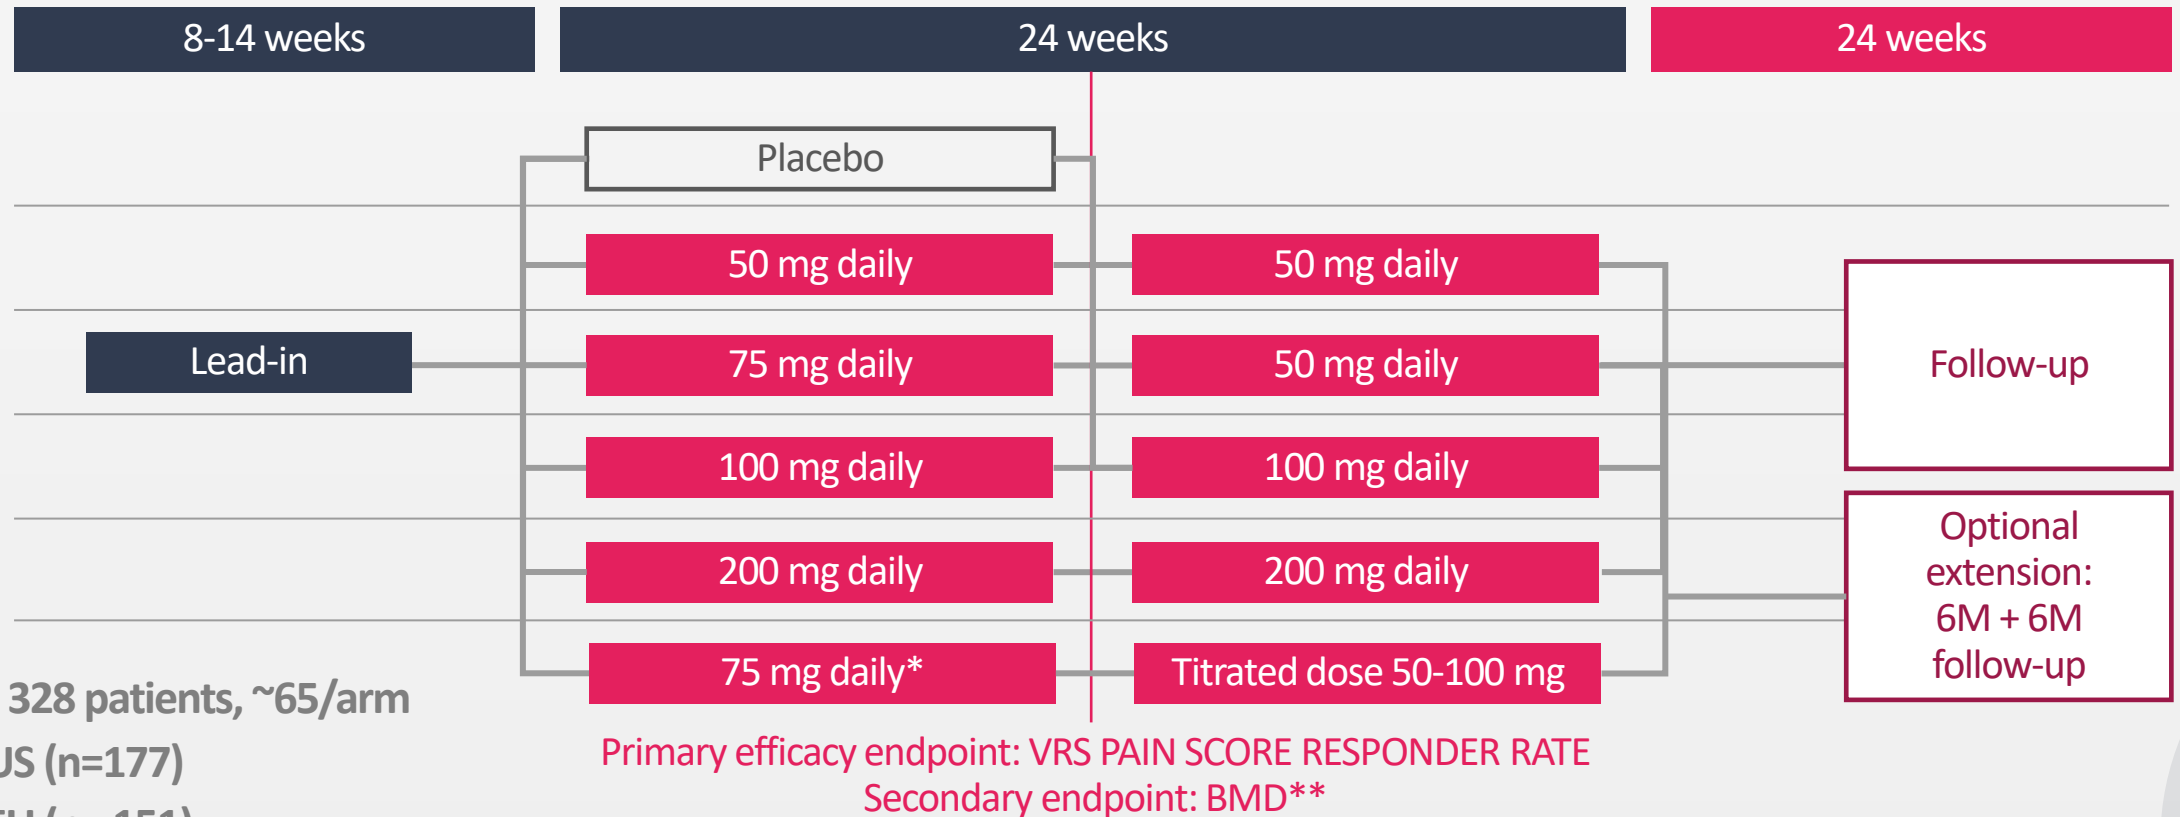 8-14 weeks
24 weeks
24 weeks
Placebo
50 mg daily
50 mg daily
Lead-in
75 mg daily
50 mg daily
Follow-up
100 mg daily
100 mg daily
200 mg daily
200 mg daily
Optional
extension:
6M + 6M
follow-up
75 mg daily*
Titrated dose 50-100 mg
328 patients, ~65/arm
US (n=177)
Primary efficacy endpoint: VRS PAIN SCORE RESPONDER RATE
Secondary endpoint: BMD**